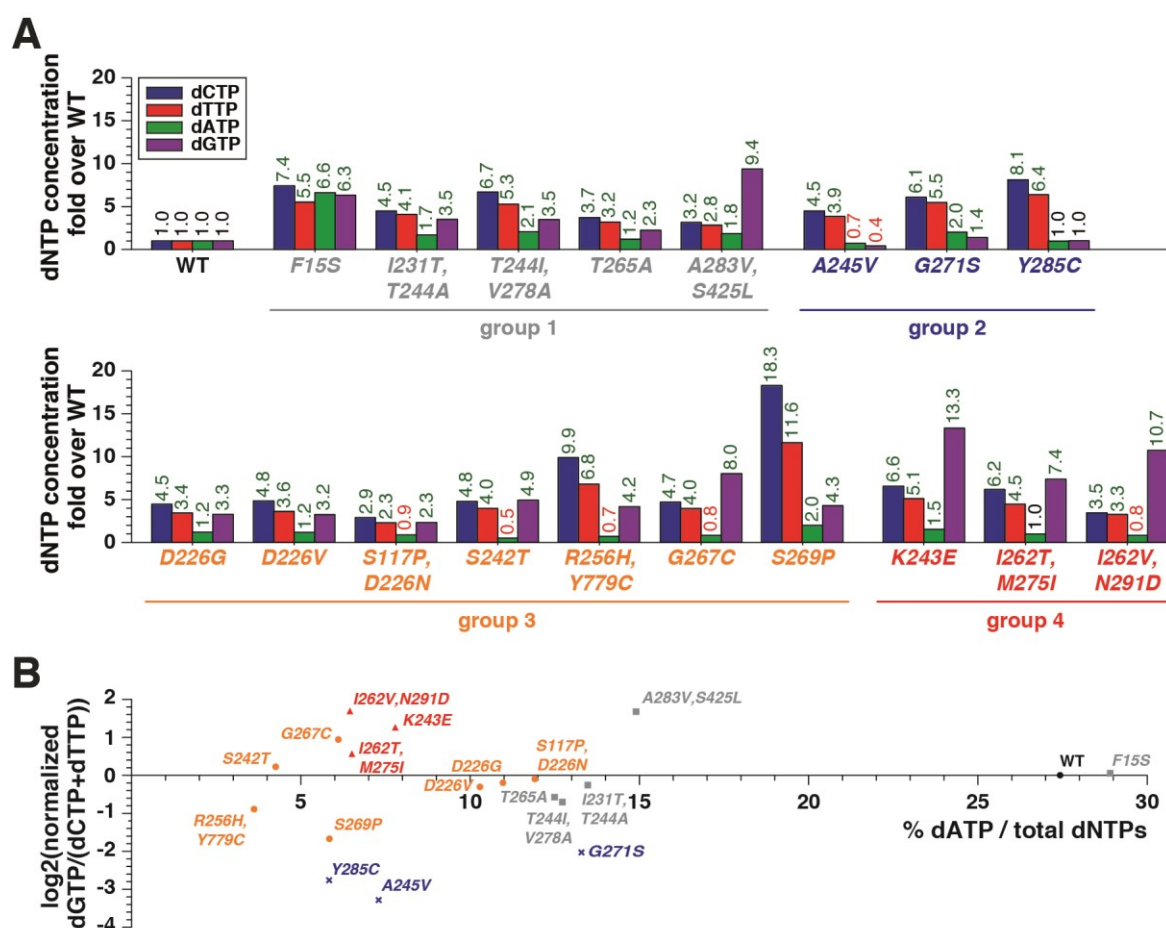 A
dNTP concentration
fold over WT
20
15
10
5
0
dCTP
dTTP
dATP
dGTP
1.0 1.0 1.0 1.0
7.4 5.5 6.6 6.3
4.5 4.1 1.7 3.5
6.7 5.3 2.1 3.5
3.7 3.2 1.2 2.3
3.2 2.8 1.8 9.4
4.5 3.9 0.7 0.4
6.1 5.5 2.0 1.4
8.1 6.4 1.0 1.0
WT F15S I231T, T244I, T265A A283V, A245V G271S Y285C
T244A V278A S425L
group 1 group 2
dNTP concentration
fold over WT
20
15
10
5
0
4.5 3.4 1.2 3.3
4.8 3.6 1.2 3.2
2.9 2.3 0.9 2.3
4.8 4.0 0.5 4.9
9.9 6.8 0.7 4.2
4.7 4.0 0.8 8.0
18.3 11.6 2.0 4.3
6.6 5.1 1.5 13.3
6.2 4.5 1.0 7.4
3.5 3.3 0.8 10.7
D226G D226V S117P, S242T R256H, G267C S269P K243E I262T, I262V,
D226N Y779C M275I N291D
group 3 group 4
B
log2(normalized
dGTP/(dCTP+dTTP))
2
1
0
-1
-2
-3
-4
5 10 15 20 25 30
% dATP / total dNTPs
I262V,N291D
K243E
A283V,S425L
G267C
I262T,
M275I
S242T
S117P,
D226N
D226G
D226V
WT
F15S
T265A
I231T,
T244A
T244I,
V278A
R256H,
Y779C
S269P
G271S
Y285C
A245V